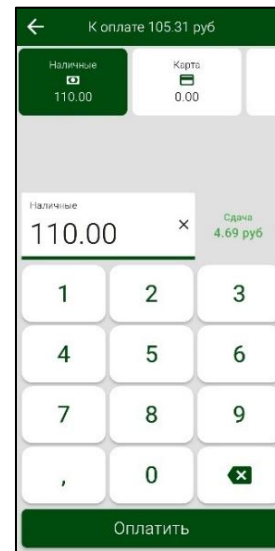 К оплате 105.31 руб
Наличные
110.00
Карта
0.00
Наличные
110.00
Сдача
4.69 руб
1 2 3
4 5 6
7 8 9
, 0
Оплатить